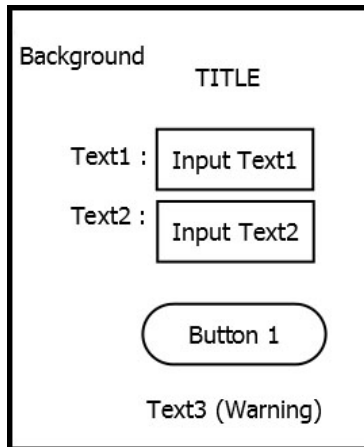 Background
TITLE
Text1 : Input Text1
Text2 : Input Text2
Button 1
Text3 (Warning)